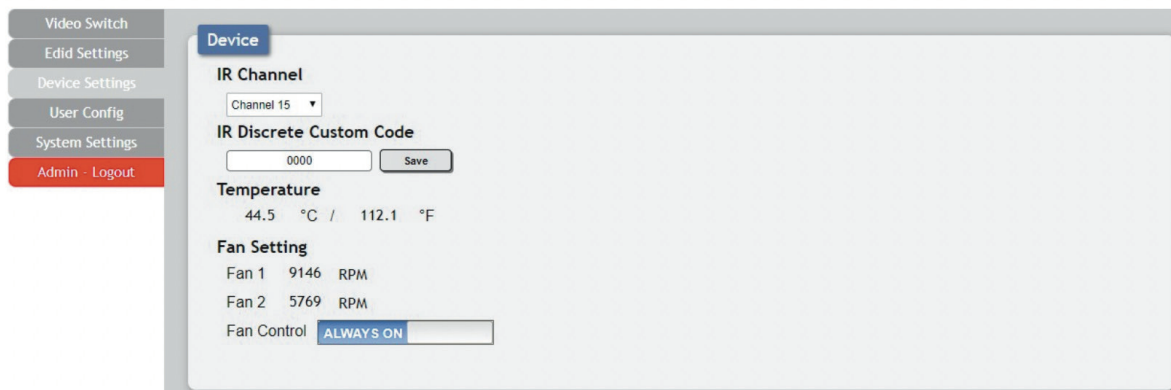 Video Switch
Edid Settings
Device Settings
User Config
System Settings
Admin - Logout
Device
IR Channel
Channel 15
IR Discrete Custom Code
0000 Save
Temperature
44.5 °C / 112.1 °F
Fan Setting
Fan 1 9146 RPM
Fan 2 5769 RPM
Fan Control ALWAYS ON